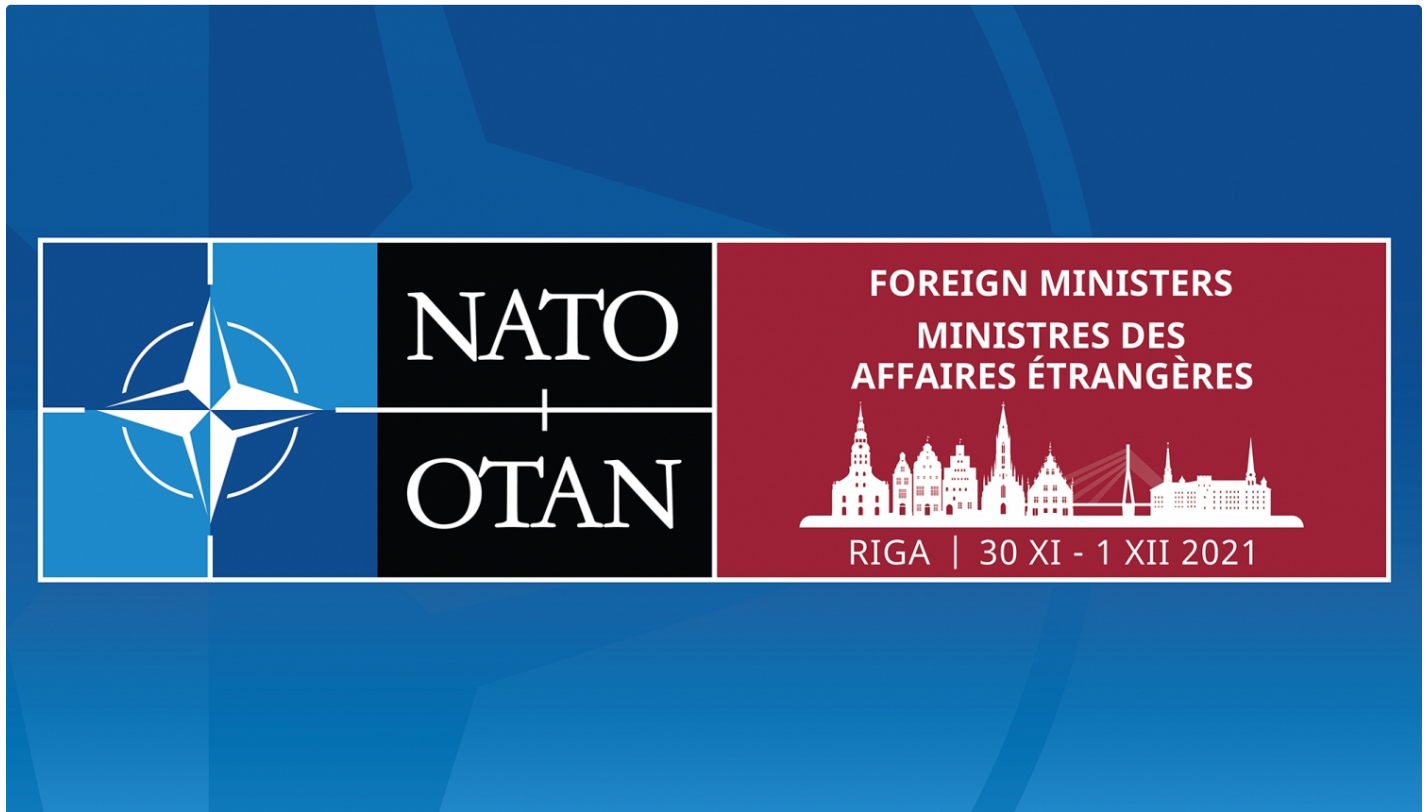 NATO
OTAN
FOREIGN MINISTERS
MINISTRES DES
AFFAIRES ÉTRANGÈRES
RIGA | 30 XI - 1 XII 2021